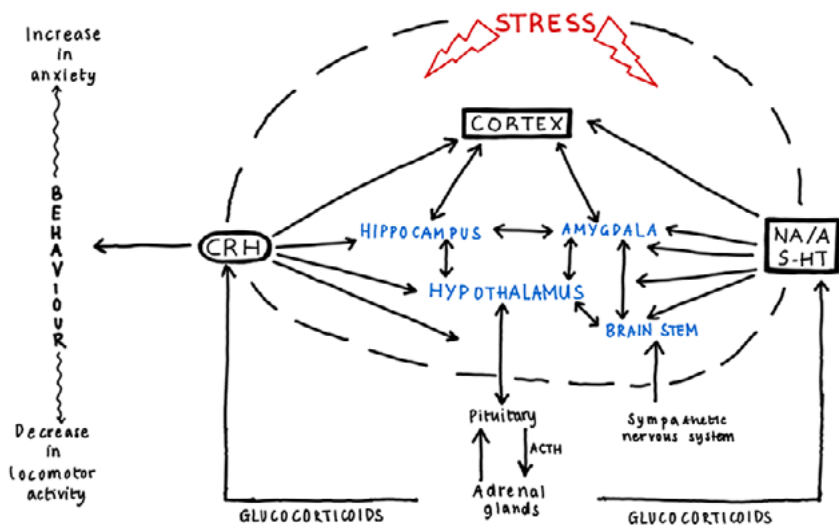 STRESS
Increase
in
anxiety
CORTEX
BEHAVIOUR
HIPPOCAMPUS
AMYGDALA
NA/A
S-HT
CRH
HYPOTHALAMUS
BRAIN STEM
Pituitary
Sympathetic
nervous system
ACTH
Decrease
in
locomotor
activity
Adrenal
glands
GLUCOCORTICOIDS
GLUCOCORTICOIDS